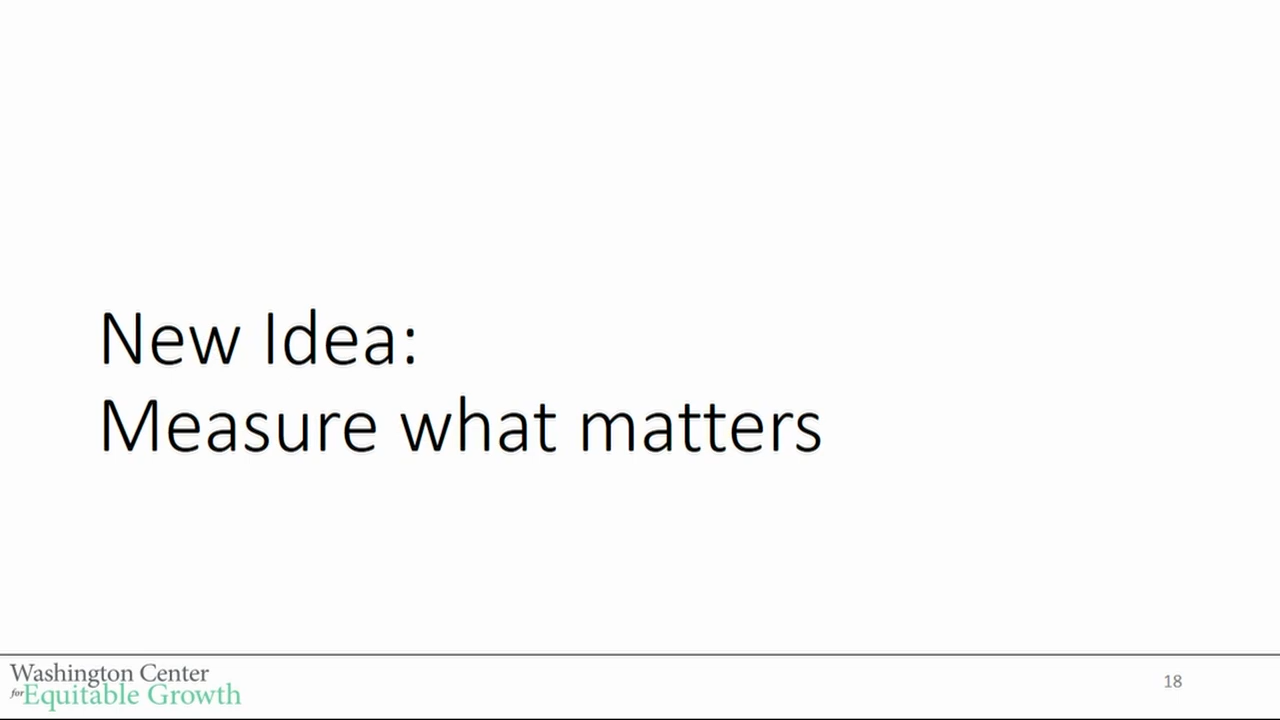 New Idea:
Measure what matters
Washington Center
for Equitable Growth
18